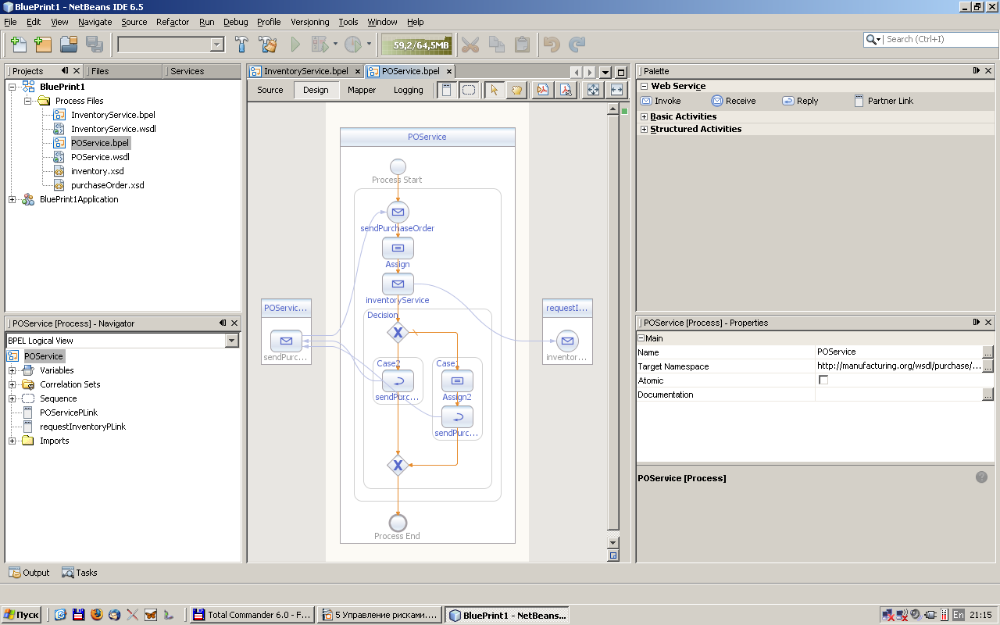 BluePrint1 - NetBeans IDE 6.5
File Edit View Navigate Source Refactor Run Debug Profile Versioning Tools Window Help
59,2/64,5MB
Search (Ctrl+I)
Projects Files Services
BluePrint1
Process Files
InventoryService.bpel
InventoryService.wsdl
POService.bpel
POService.wsdl
inventory.xsd
purchaseOrder.xsd
BluePrint1Application
POService [Process] - Navigator
BPEL Logical View
POService
Variables
Correlation Sets
Sequence
POServicePLink
requestInventoryPLink
Imports
InventoryService.bpel POService.bpel
Source Design Mapper Logging
POService
Process Start
sendPurchaseOrder
Assign
inventoryService
Decision
X
Case2 Case1
sendPurc... Assign2
sendPurc...
X
Process End
POServic...
sendPurc...
requestI...
inventor...
Palette
Web Service
Invoke Receive Reply Partner Link
Basic Activities
Structured Activities
POService [Process] - Properties
Main
Name POService ...
Target Namespace http://manufacturing.org/wsdl/purchase/... ...
Atomic
Documentation ...
POService [Process]
?
Output Tasks
Пуск Total Commander 6.0 - F... 5 Управление рисками.... BluePrint1 - NetBeans... En 21:15